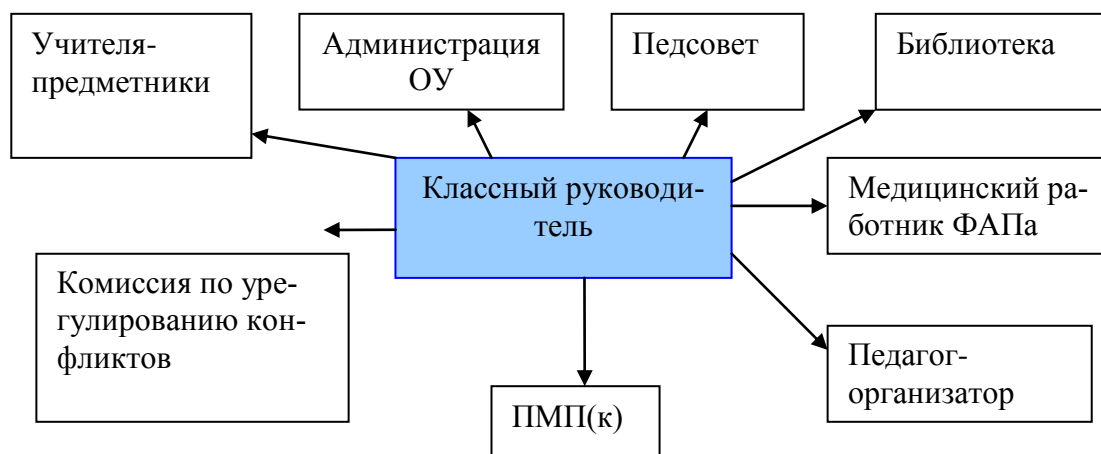 Учителя-
предметники
Администрация
ОУ
Педсовет
Библиотека
Классный руководи-
тель
Медицинский ра-
ботник ФАПа
Комиссия по уре-
гулированию кон-
фликтов
Педагог-
организатор
ПМП(к)